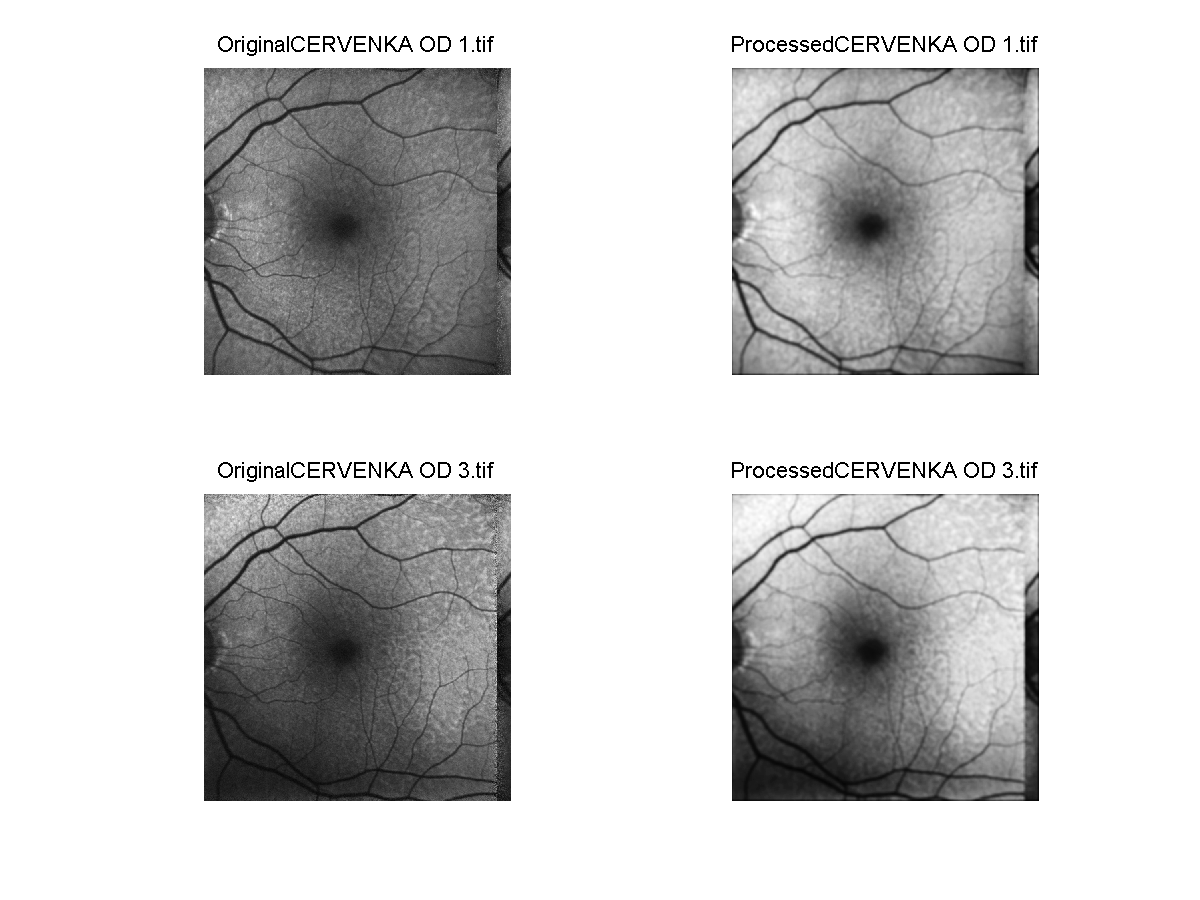 OriginalCERVENKA OD 1.tif
ProcessedCERVENKA OD 1.tif
OriginalCERVENKA OD 3.tif
ProcessedCERVENKA OD 3.tif